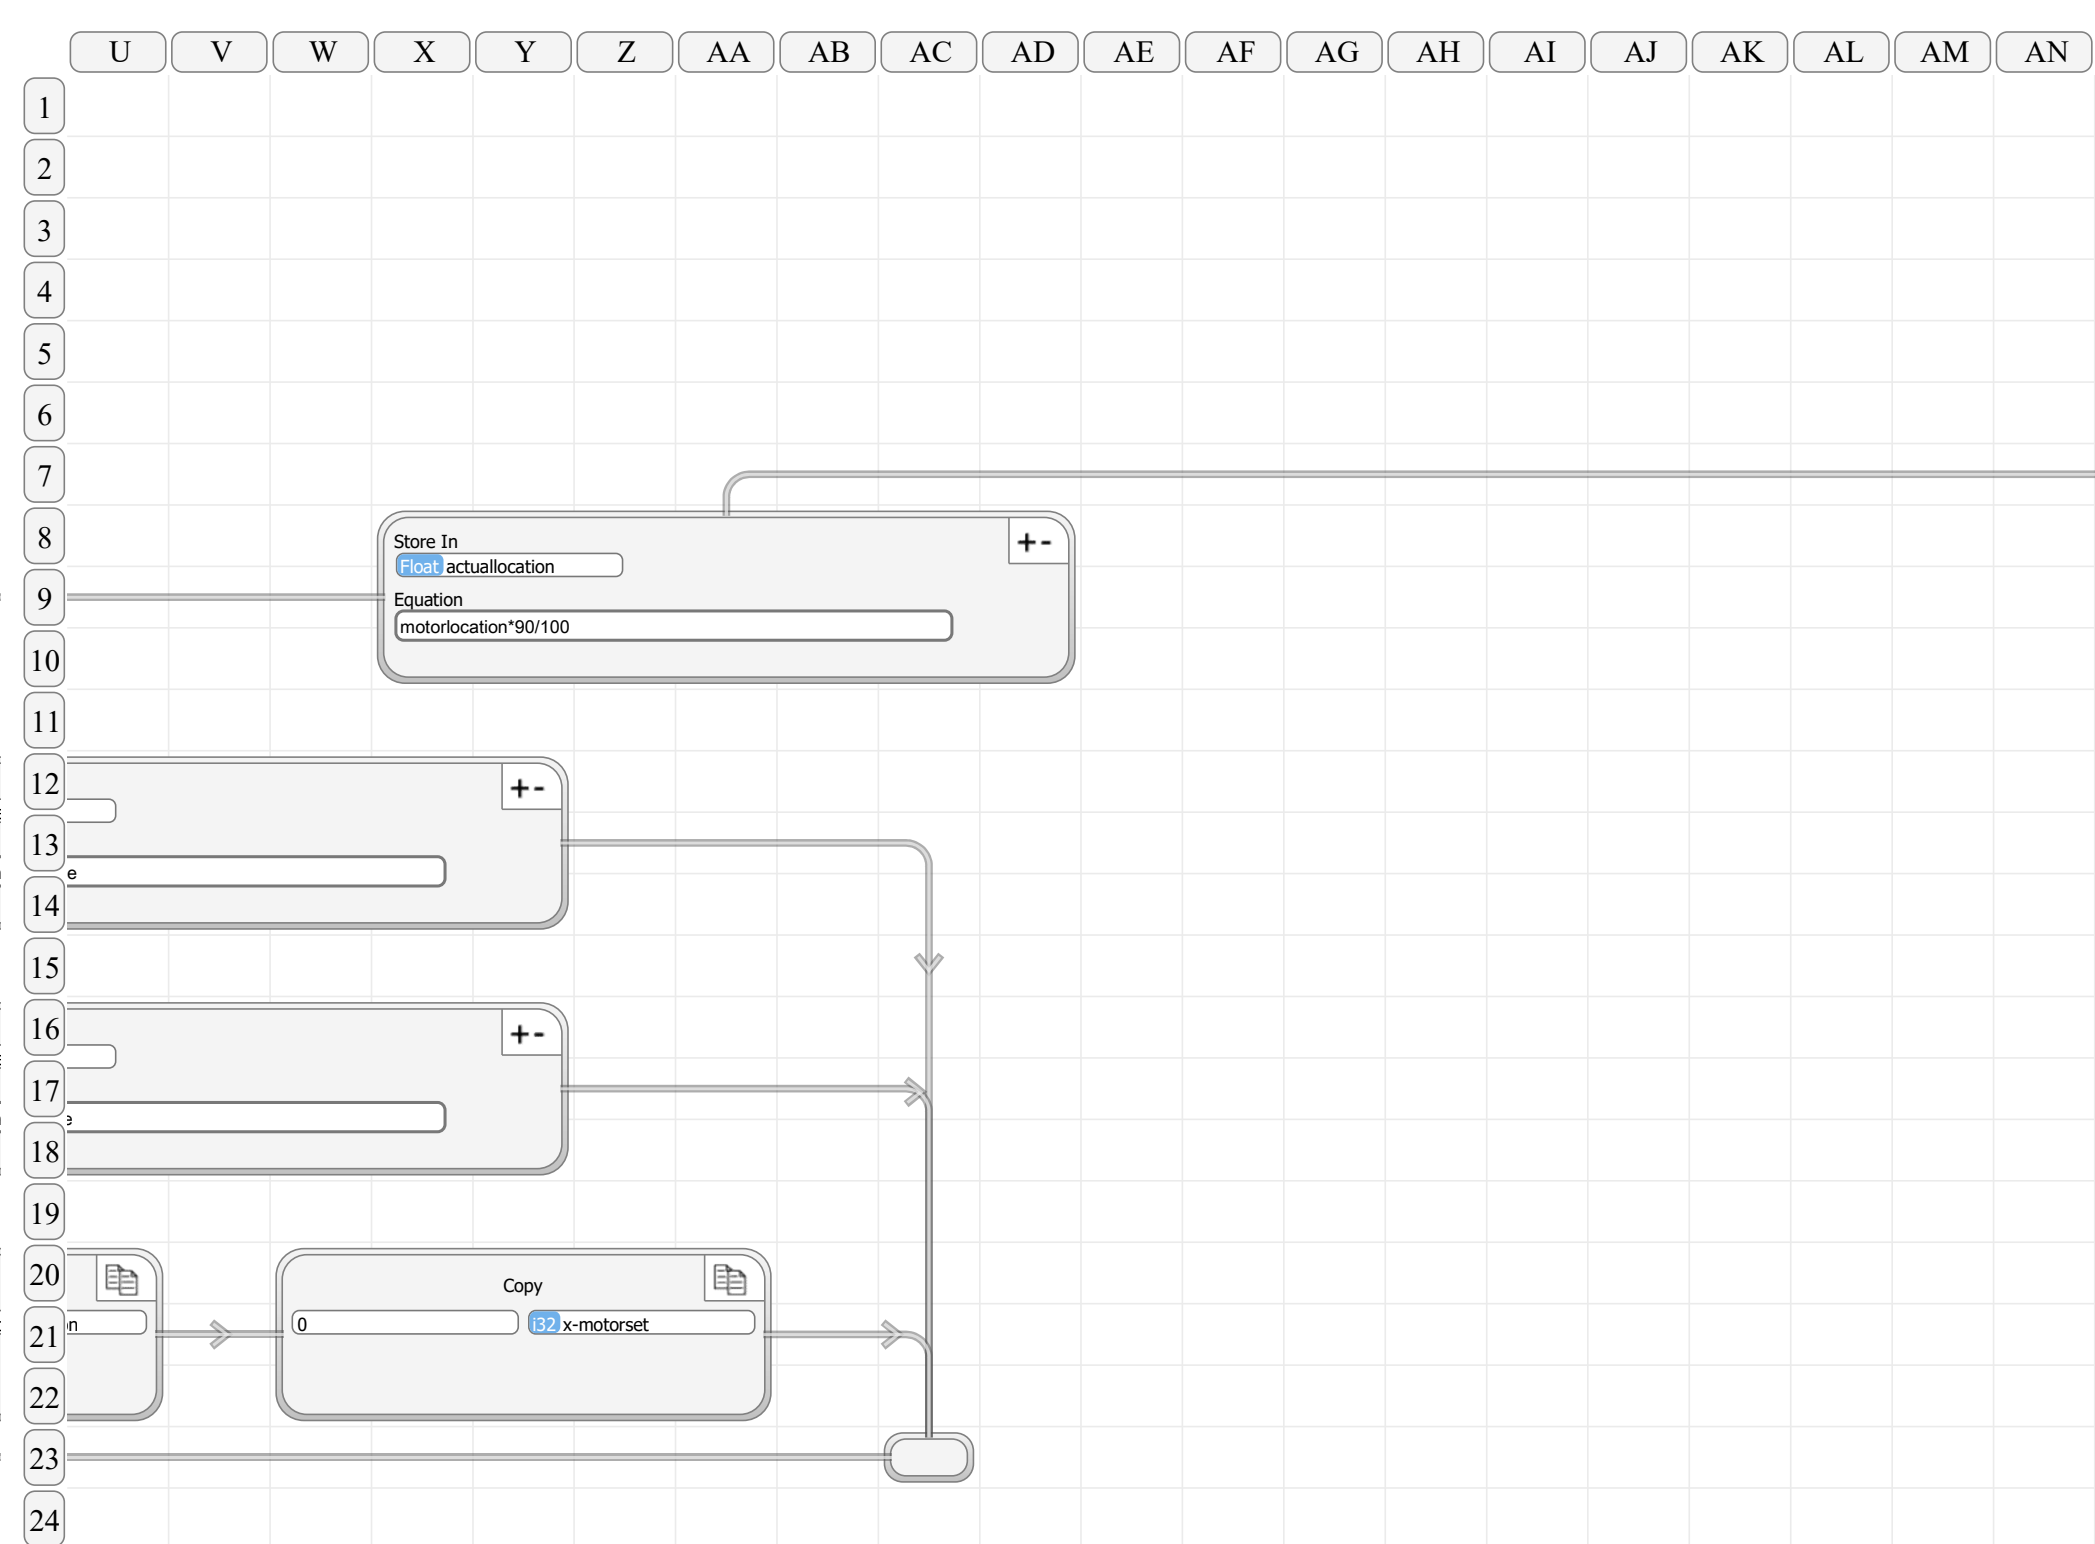 U V W X Y Z AA AB AC AD AE AF AG AH AI AJ AK AL AM AN
1
2
3
4
5
6
7
8
Store In
+-
Float actuallocation
9
Equation
motorlocation*90/100
10
11
12
+-
13
e
14
15
16
+-
17
e
18
19
20
Copy
21
n
0
i32 x-motorset
22
23
24